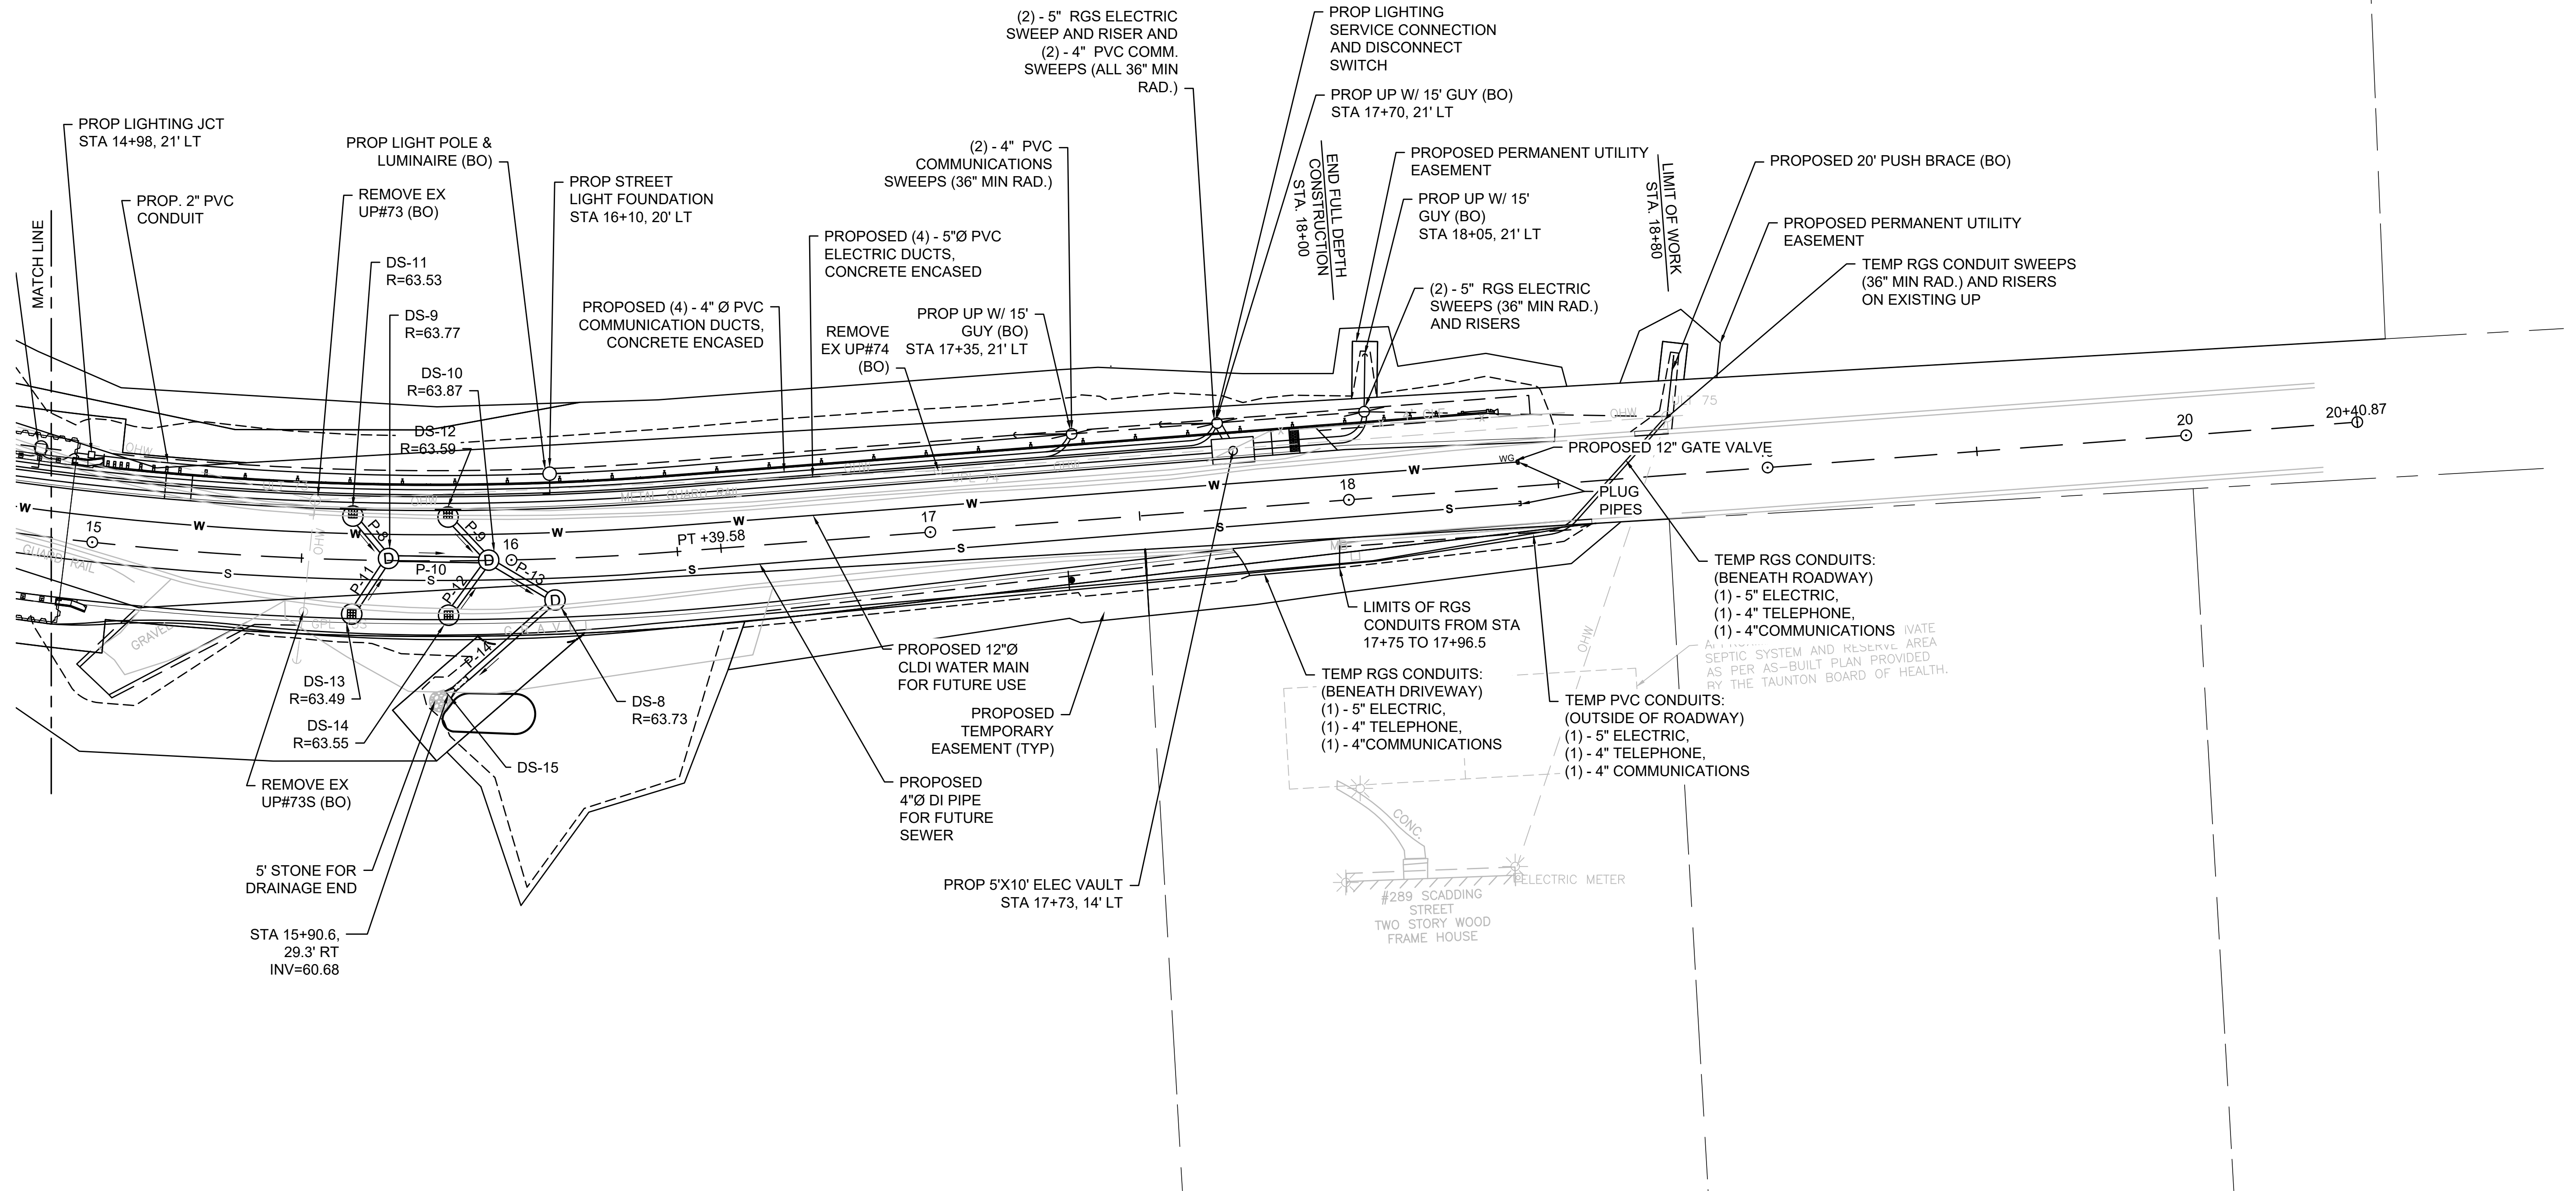 (2) - 5" RGS ELECTRIC
SWEEP AND RISER AND
(2) - 4" PVC COMM.
SWEEPS (ALL 36" MIN
RAD.)
PROP LIGHTING
SERVICE CONNECTION
AND DISCONNECT
SWITCH
PROP UP W/ 15' GUY (BO)
STA 17+70, 21' LT
PROP LIGHTING JCT
STA 14+98, 21' LT
PROP LIGHT POLE &
LUMINAIRE (BO)
(2) - 4" PVC
COMMUNICATIONS
SWEEPS (36" MIN RAD.)
END FULL DEPTH
CONSTRUCTION
STA. 18+00
PROPOSED PERMANENT UTILITY
EASEMENT
LIMIT OF WORK
STA. 18+80
PROPOSED 20' PUSH BRACE (BO)
PROP. 2" PVC
CONDUIT
REMOVE EX
UP#73 (BO)
PROP STREET
LIGHT FOUNDATION
STA 16+10, 20' LT
PROP UP W/ 15'
GUY (BO)
STA 18+05, 21' LT
PROPOSED PERMANENT UTILITY
EASEMENT
MATCH LINE
DS-11
R=63.53
PROPOSED (4) - 5"Ø PVC
ELECTRIC DUCTS,
CONCRETE ENCASED
TEMP RGS CONDUIT SWEEPS
(36" MIN RAD.) AND RISERS
ON EXISTING UP
DS-9
R=63.77
PROPOSED (4) - 4" Ø PVC
COMMUNICATION DUCTS,
CONCRETE ENCASED
REMOVE
EX UP#74
(BO)
PROP UP W/ 15'
GUY (BO)
STA 17+35, 21' LT
(2) - 5" RGS ELECTRIC
SWEEPS (36" MIN RAD.)
AND RISERS
DS-10
R=63.87
DS-12
R=63.59
OHW
OHW
OHW
OHW
OHW
OHW
METAL GUARD RAIL
20
20+40.87
PROPOSED 12" GATE VALVE
WG
PLUG
PIPES
W
W
W
W
W
W
W
W
15
16
17
18
PT +39.58
P-8
P-9
P-10
P-11
P-12
P-13
P-14
D
D
D
S
S
S
S
S
S
GUARD RAIL
OHW
TEMP RGS CONDUITS:
(BENEATH ROADWAY)
(1) - 5" ELECTRIC,
(1) - 4" TELEPHONE,
(1) - 4"COMMUNICATIONS
LIMITS OF RGS
CONDUITS FROM STA
17+75 TO 17+96.5
OHW
SEPTIC SYSTEM AND RESERVE AREA
AS PER AS-BUILT PLAN PROVIDED
BY THE TAUNTON BOARD OF HEALTH.
GRAVEL
DS-13
R=63.49
DS-14
R=63.55
DS-8
R=63.73
PROPOSED 12"Ø
CLDI WATER MAIN
FOR FUTURE USE
PROPOSED
TEMPORARY
EASEMENT (TYP)
TEMP RGS CONDUITS:
(BENEATH DRIVEWAY)
(1) - 5" ELECTRIC,
(1) - 4" TELEPHONE,
(1) - 4"COMMUNICATIONS
TEMP PVC CONDUITS:
(OUTSIDE OF ROADWAY)
(1) - 5" ELECTRIC,
(1) - 4" TELEPHONE,
(1) - 4" COMMUNICATIONS
REMOVE EX
UP#73S (BO)
DS-15
PROPOSED
4"Ø DI PIPE
FOR FUTURE
SEWER
CONC.
5' STONE FOR
DRAINAGE END
PROP 5'X10' ELEC VAULT
STA 17+73, 14' LT
ELECTRIC METER
#289 SCADDING
STREET
TWO STORY WOOD
FRAME HOUSE
STA 15+90.6,
29.3' RT
INV=60.68